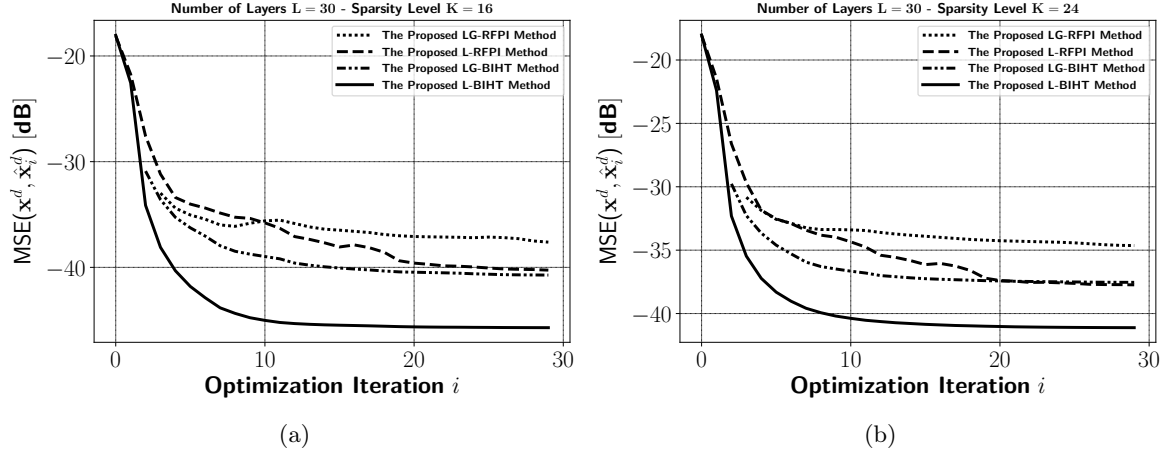 Number of Layers L = 30 - Sparsity Level K = 16
The Proposed LG-RFPI Method
The Proposed L-RFPI Method
The Proposed LG-BIHT Method
The Proposed L-BIHT Method
MSE(x^d, x̂_i^d) [dB]
−20
−30
−40
0 10 20 30
Optimization Iteration i
(a)
Number of Layers L = 30 - Sparsity Level K = 24
The Proposed LG-RFPI Method
The Proposed L-RFPI Method
The Proposed LG-BIHT Method
The Proposed L-BIHT Method
MSE(x^d, x̂_i^d) [dB]
−20
−25
−30
−35
−40
0 10 20 30
Optimization Iteration i
(b)